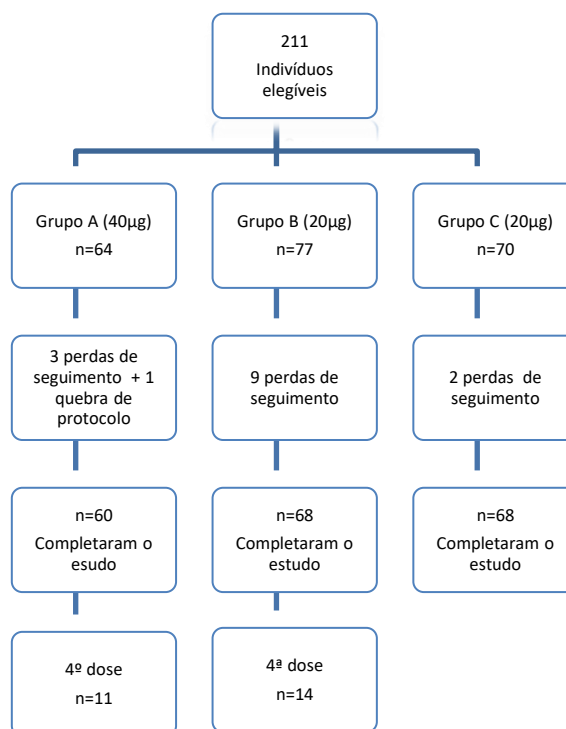 211
Indivíduos
elegíveis
Grupo A (40µg)
n=64
Grupo B (20µg)
n=77
Grupo C (20µg)
n=70
3 perdas de
seguimento + 1
quebra de
protocolo
9 perdas de
seguimento
2 perdas de
seguimento
n=60
Completaram o
esudo
n=68
Completaram o
estudo
n=68
Completaram o
estudo
4º dose
n=11
4ª dose
n=14